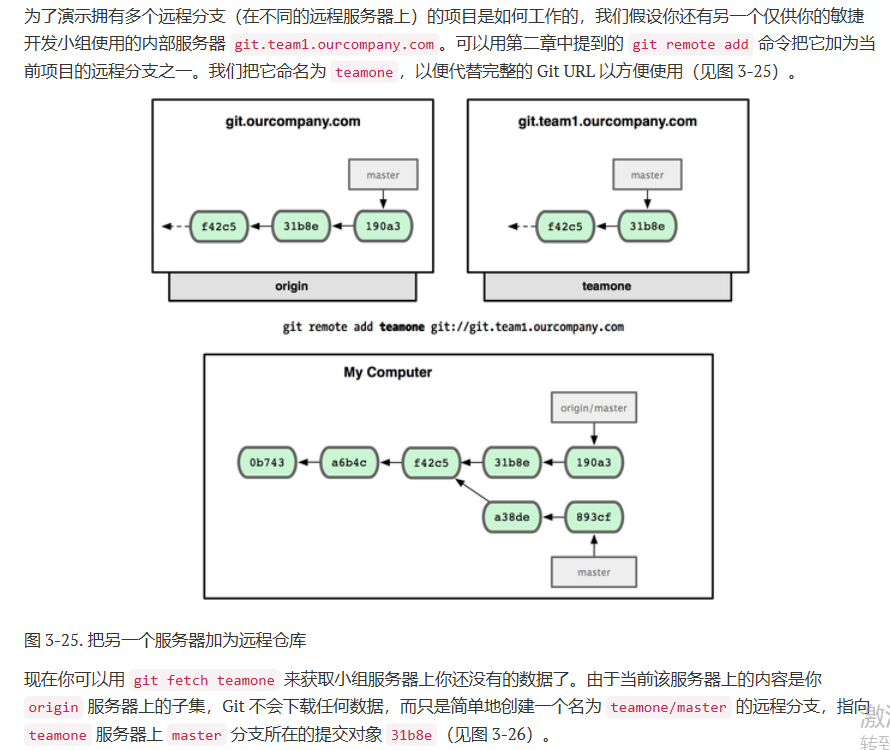 为了演示拥有多个远程分支（在不同的远程服务器上）的项目是如何工作的，我们假设你还有另一个仅供你的敏捷
开发小组使用的内部服务器 git.team1.ourcompany.com 。可以用第二章中提到的 git remote add 命令把它加为当
前项目的远程分支之一。我们把它命名为 teamone ，以便代替完整的 Git URL 以方便使用（见图 3-25）。
git.ourcompany.com
master
f42c5 31b8e 190a3
origin
git.team1.ourcompany.com
master
f42c5 31b8e
teamone
git remote add teamone git://git.team1.ourcompany.com
My Computer
origin/master
0b743 a6b4c f42c5 31b8e 190a3
a38de 893cf
master
图 3-25. 把另一个服务器加为远程仓库
现在你可以用 git fetch teamone 来获取小组服务器上你还没有的数据了。由于当前该服务器上的内容是你
origin 服务器上的子集，Git 不会下载任何数据，而只是简单地创建一个名为 teamone/master 的远程分支，指向
teamone 服务器上 master 分支所在的提交对象 31b8e （见图 3-26）。
激
转到